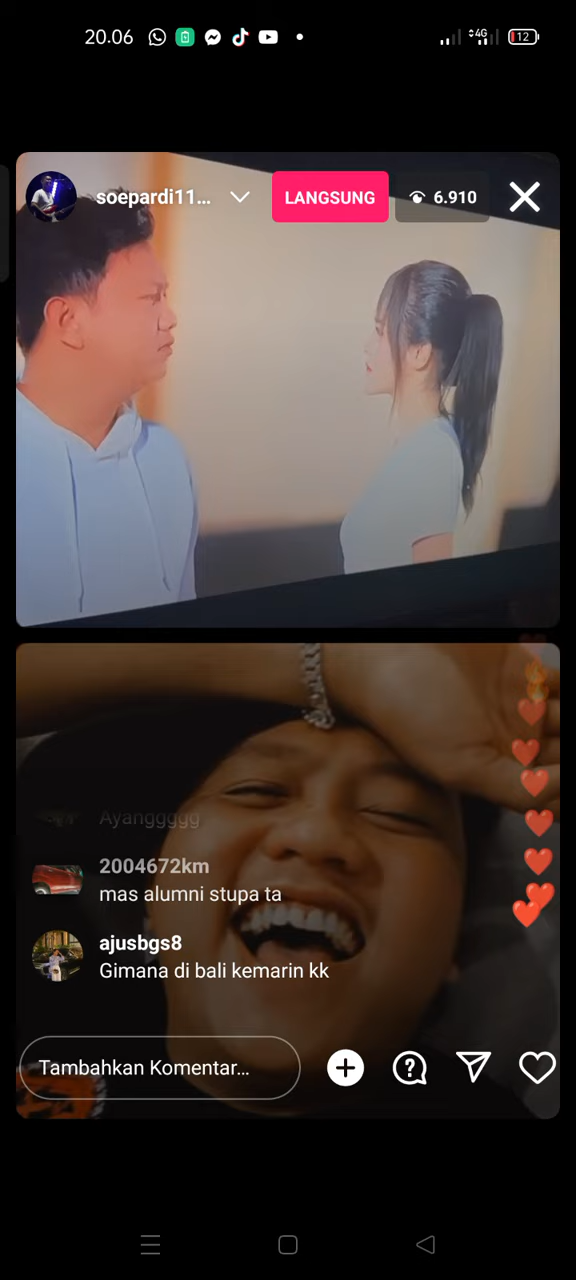 20.06
4G
12
soepardi11...
LANGSUNG
6.910
Ayanggggg
2004672km
mas alumni stupa ta
ajusbgs8
Gimana di bali kemarin kk
Tambahkan Komentar...